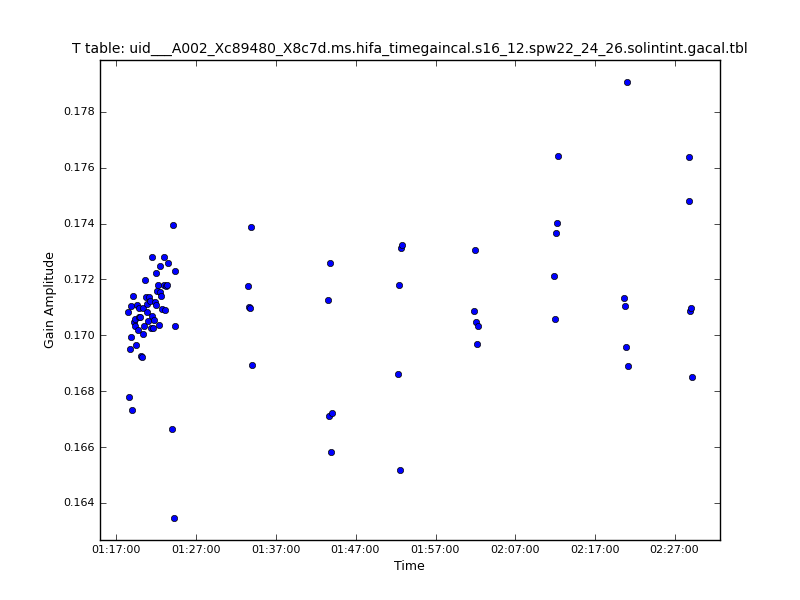 T table: uid___A002_Xc89480_X8c7d.ms.hifa_timegaincal.s16_12.spw22_24_26.solintint.gacal.tbl
0.178
0.176
0.174
0.172
0.170
0.168
0.166
0.164
Gain Amplitude
01:17:00 01:27:00 01:37:00 01:47:00 01:57:00 02:07:00 02:17:00 02:27:00
Time